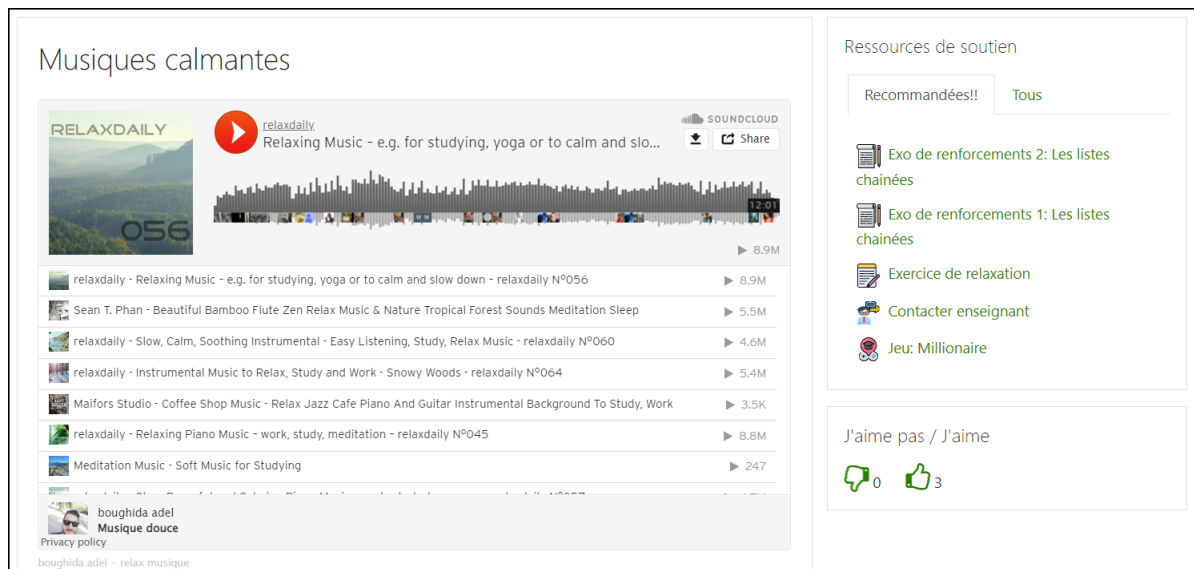 Musiques calmantes
RELAXDAILY
056
relaxdaily
Relaxing Music – e.g. for studying, yoga or to calm and slo...
SOUNDCLOUD
Share
12:01
8.9M
relaxdaily - Relaxing Music – e.g. for studying, yoga or to calm and slow down – relaxdaily N°056 8.9M
Sean T. Phan - Beautiful Bamboo Flute Zen Relax Music & Nature Tropical Forest Sounds Meditation Sleep 5.5M
relaxdaily - Slow, Calm, Soothing Instrumental - Easy Listening, Study, Relax Music - relaxdaily N°060 4.6M
relaxdaily - Instrumental Music to Relax, Study and Work - Snowy Woods - relaxdaily N°064 5.4M
Maifors Studio - Coffee Shop Music - Relax Jazz Cafe Piano And Guitar Instrumental Background To Study, Work 3.5K
relaxdaily - Relaxing Piano Music – work, study, meditation – relaxdaily N°045 8.8M
Meditation Music - Soft Music for Studying 247
boughida adel
Musique douce
Privacy policy
boughida adel · relax musique
Ressources de soutien
Recommandées!! Tous
Exo de renforcements 2: Les listes
chainées
Exo de renforcements 1: Les listes
chainées
Exercice de relaxation
Contacter enseignant
Jeu: Millionaire
J'aime pas / J'aime
0 3